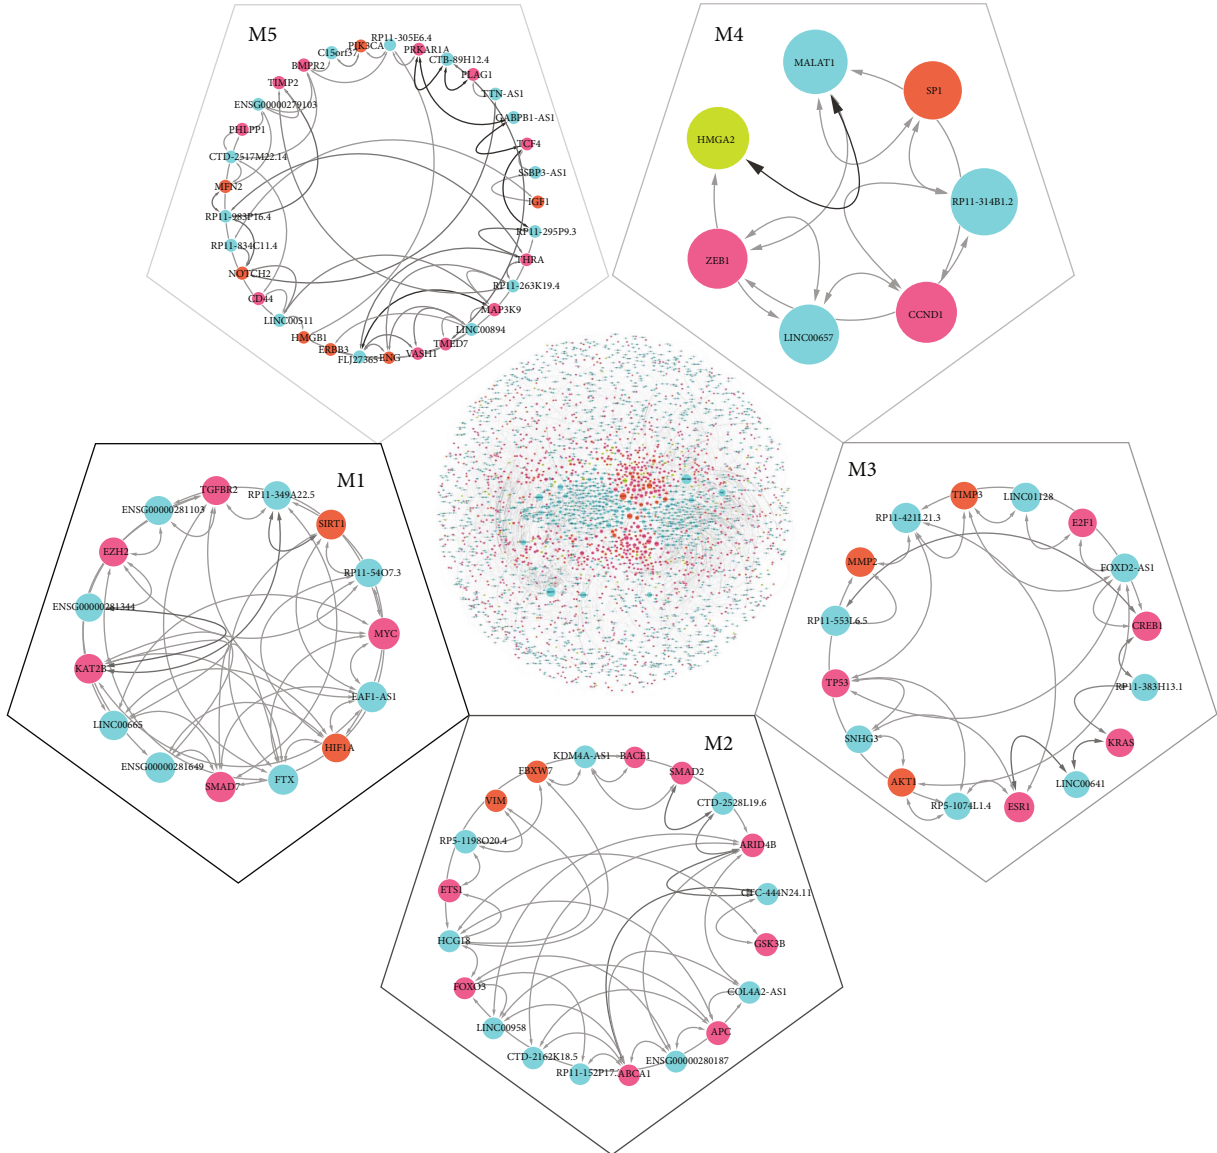 M5
C15orf37
PIK3CA
RP11-305E6.4
PRKAR1A
CTB-89H12.4
PLAG1
TTN-AS1
GABPB1-AS1
TCF4
SSBP3-AS1
IGF1
RP11-295P9.3
THRA
RP11-263K19.4
MAP3K9
LINC00894
TMED7
VASH1
ENG
FLJ27365
ERBB3
HMGB1
LINC00511
CD44
NOTCH2
RP11-834C11.4
RP11-983P16.4
MFN2
CTD-2517M22.14
PHLPP1
ENSG00000279103
TIMP2
BMPR2
M4
MALAT1
SP1
HMGA2
RP11-314B1.2
ZEB1
CCND1
LINC00657
M1
TGFBR2
RP11-349A22.5
ENSG00000281103
SIRT1
EZH2
RP11-54O7.3
ENSG00000281344
MYC
KAT2B
EAF1-AS1
LINC00665
HIF1A
ENSG00000281649
SMAD7
FTX
M3
TIMP3
LINC01128
RP11-421L21.3
E2F1
MMP2
FOXD2-AS1
RP11-553L6.5
CREB1
TP53
RP11-383H13.1
SNHG3
KRAS
AKT1
LINC00641
RP5-1074L1.4
ESR1
M2
KDM4A-AS1
BACE1
FBXW7
SMAD2
VIM
CTD-2528L19.6
RP5-1198O20.4
ARID4B
ETS1
CTC-444N24.11
HCG18
GSK3B
FOXO3
COL4A2-AS1
LINC00958
APC
CTD-2162K18.5
ENSG00000280187
RP11-152P17.
ABCA1